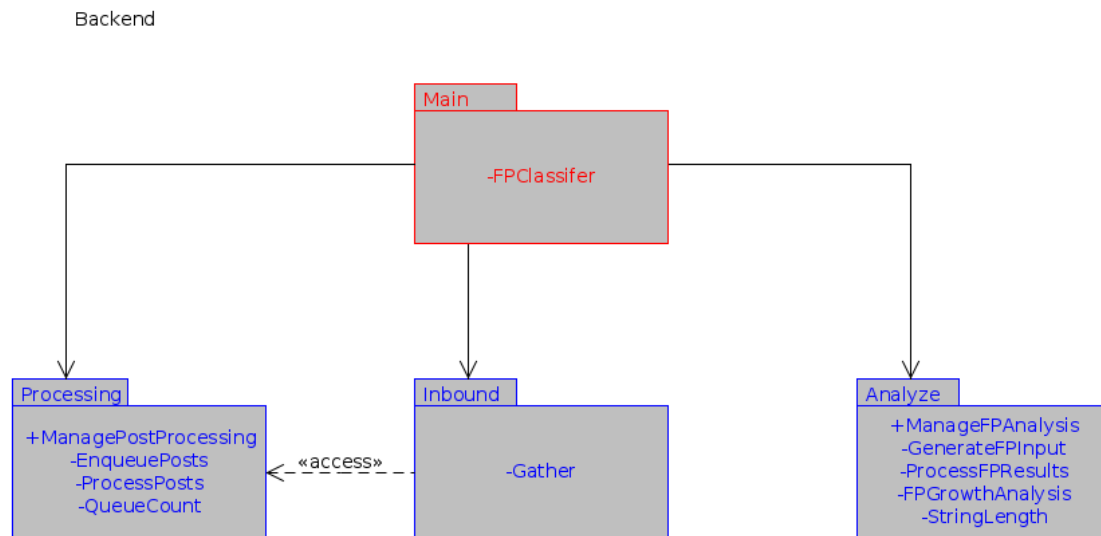 Backend
Main
-FPClassifer
Processing
+ManagePostProcessing
-EnqueuePosts
-ProcessPosts
-QueueCount
«access»
Inbound
-Gather
Analyze
+ManageFPAnalysis
-GenerateFPInput
-ProcessFPResults
-FPGrowthAnalysis
-StringLength